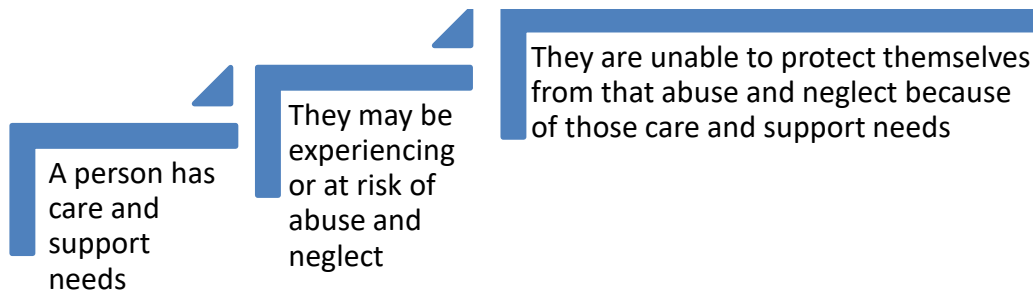 A person has
care and
support
needs
They may be
experiencing
or at risk of
abuse and
neglect
They are unable to protect themselves
from that abuse and neglect because
of those care and support needs